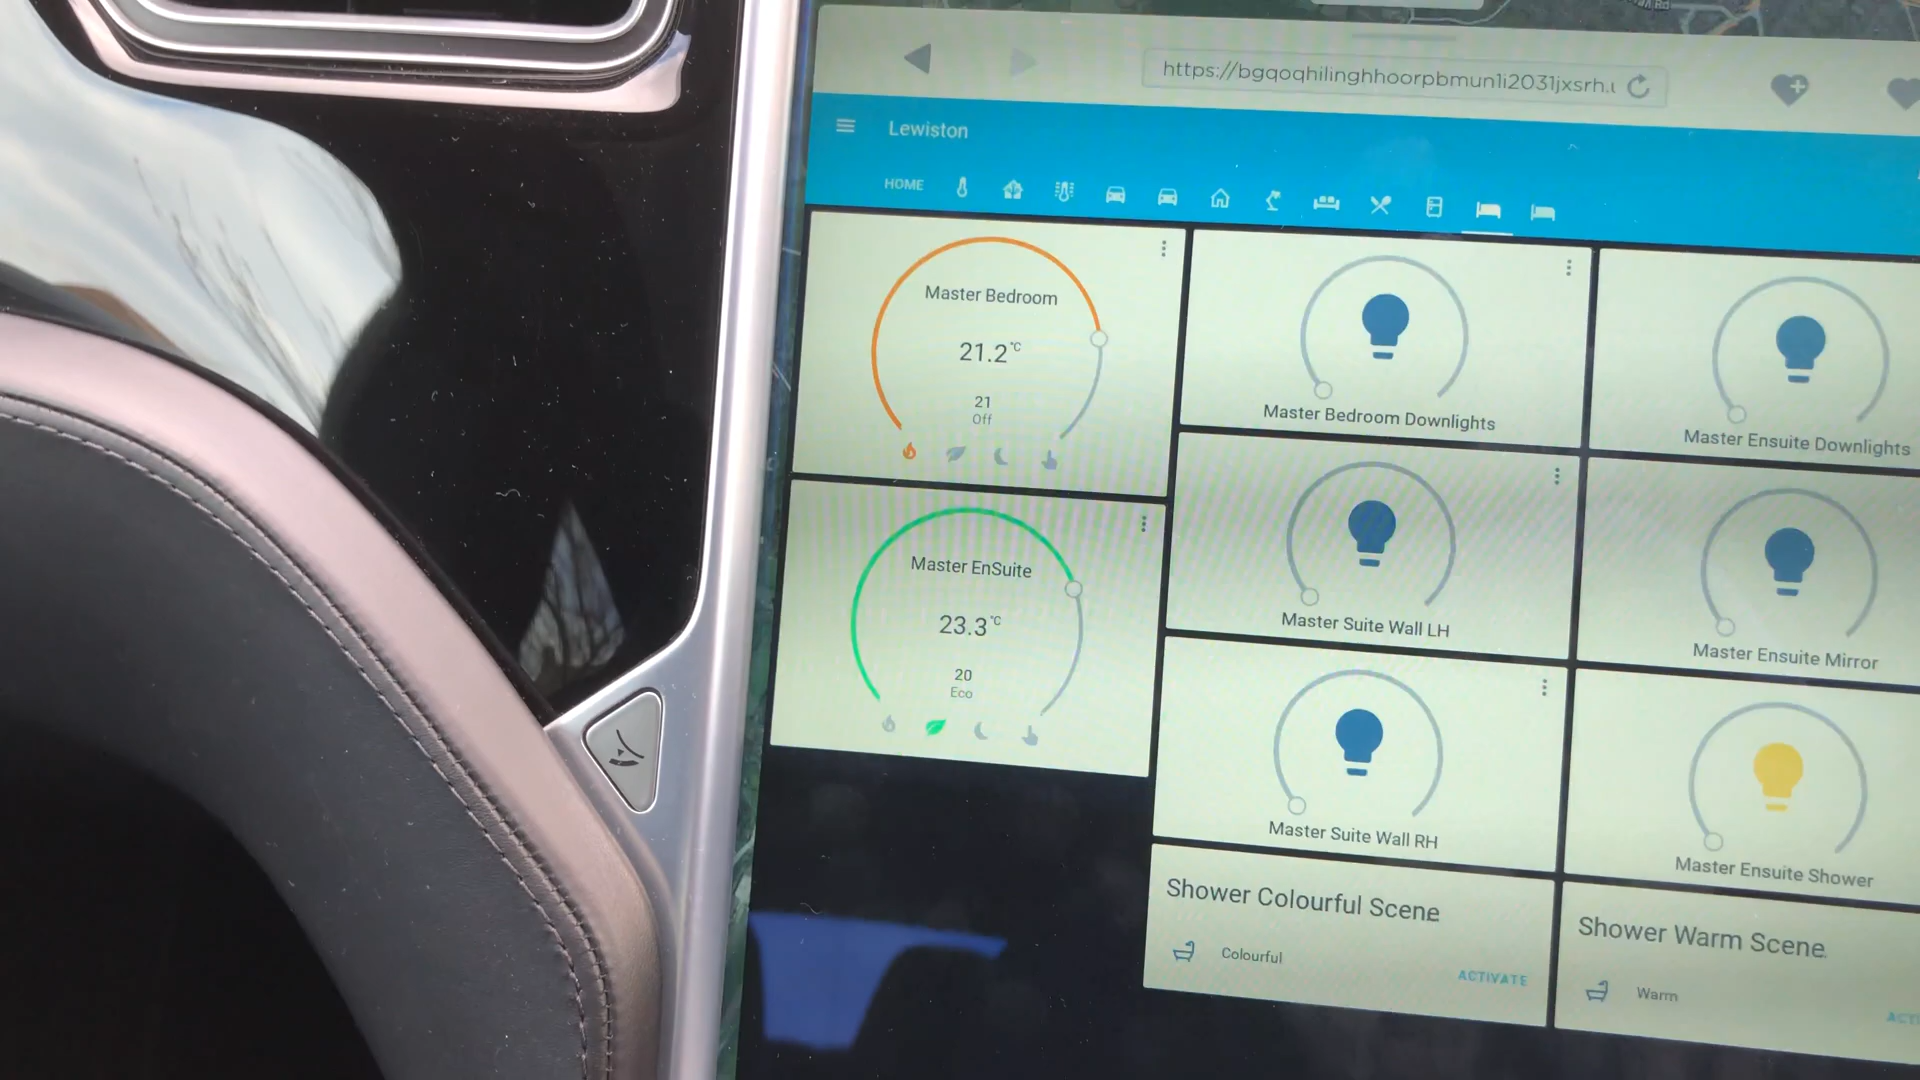 https://bgqoqhilinghhoorpbmun1i2031jxsrh.u
Lewiston
HOME
Master Bedroom
21.2°C
21
Off
Master Bedroom Downlights
Master Ensuite Downlights
Master EnSuite
23.3°C
20
Eco
Master Suite Wall LH
Master Ensuite Mirror
Master Suite Wall RH
Master Ensuite Shower
Shower Colourful Scene
Colourful
ACTIVATE
Shower Warm Scene
Warm
ACTI